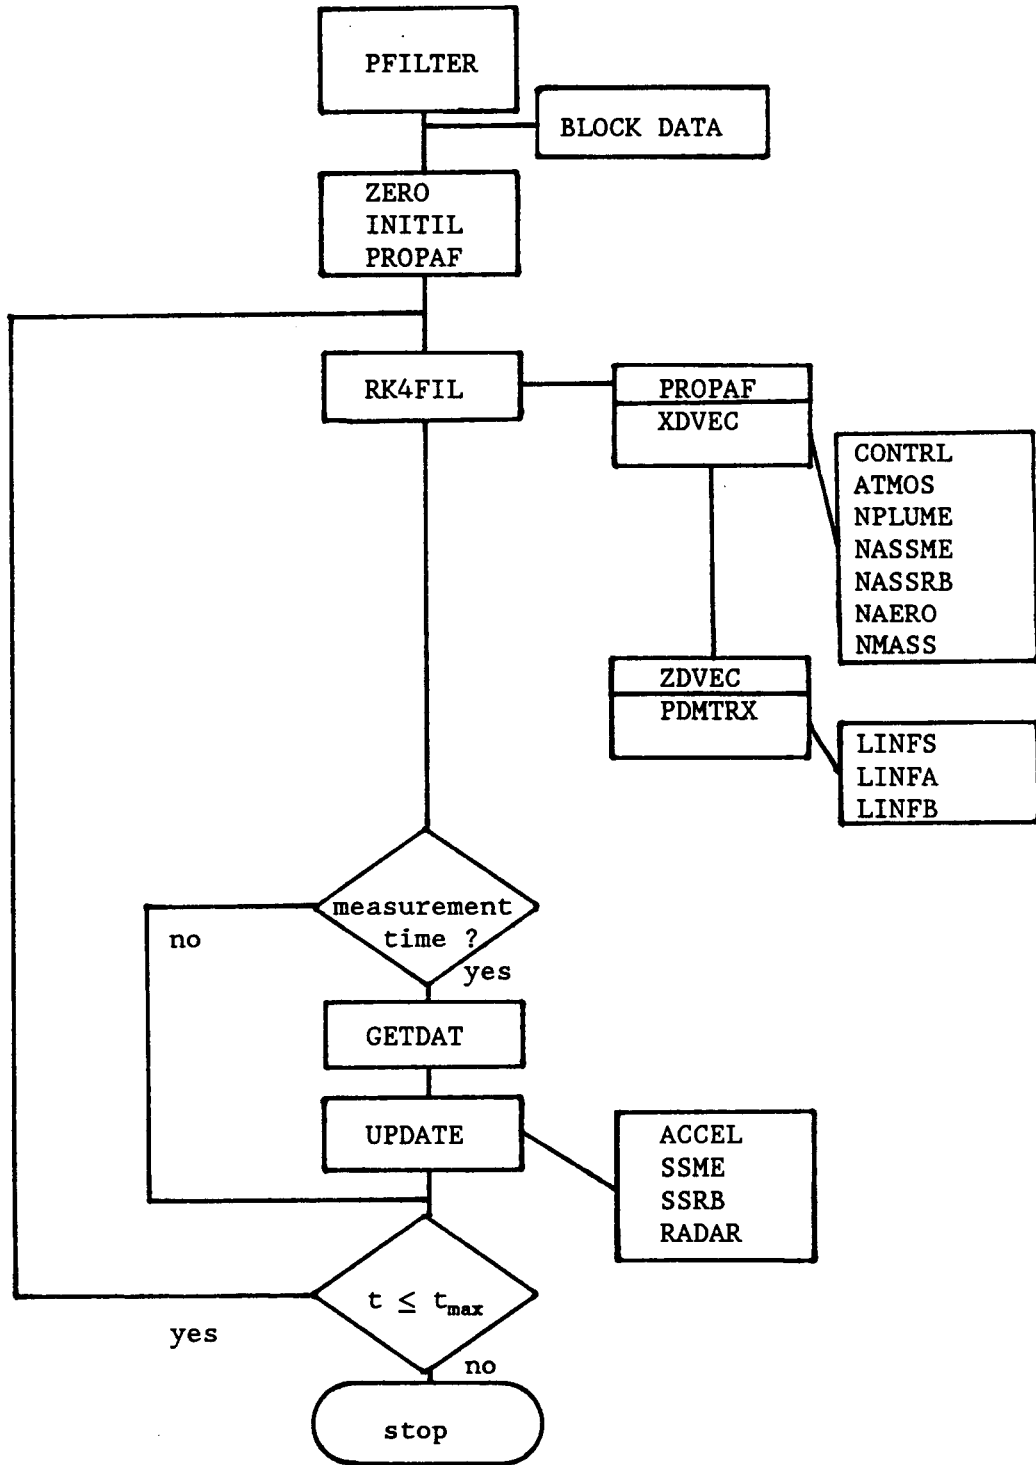 PFILTER
BLOCK DATA
ZERO
INITIL
PROPAF
RK4FIL
PROPAF
XDVEC
CONTRL
ATMOS
NPLUME
NASSME
NASSRB
NAERO
NMASS
ZDVEC
PDMTRX
LINFS
LINFA
LINFB
measurement
time ?
no
yes
GETDAT
UPDATE
ACCEL
SSME
SSRB
RADAR
t ≤ tmax
yes
no
stop